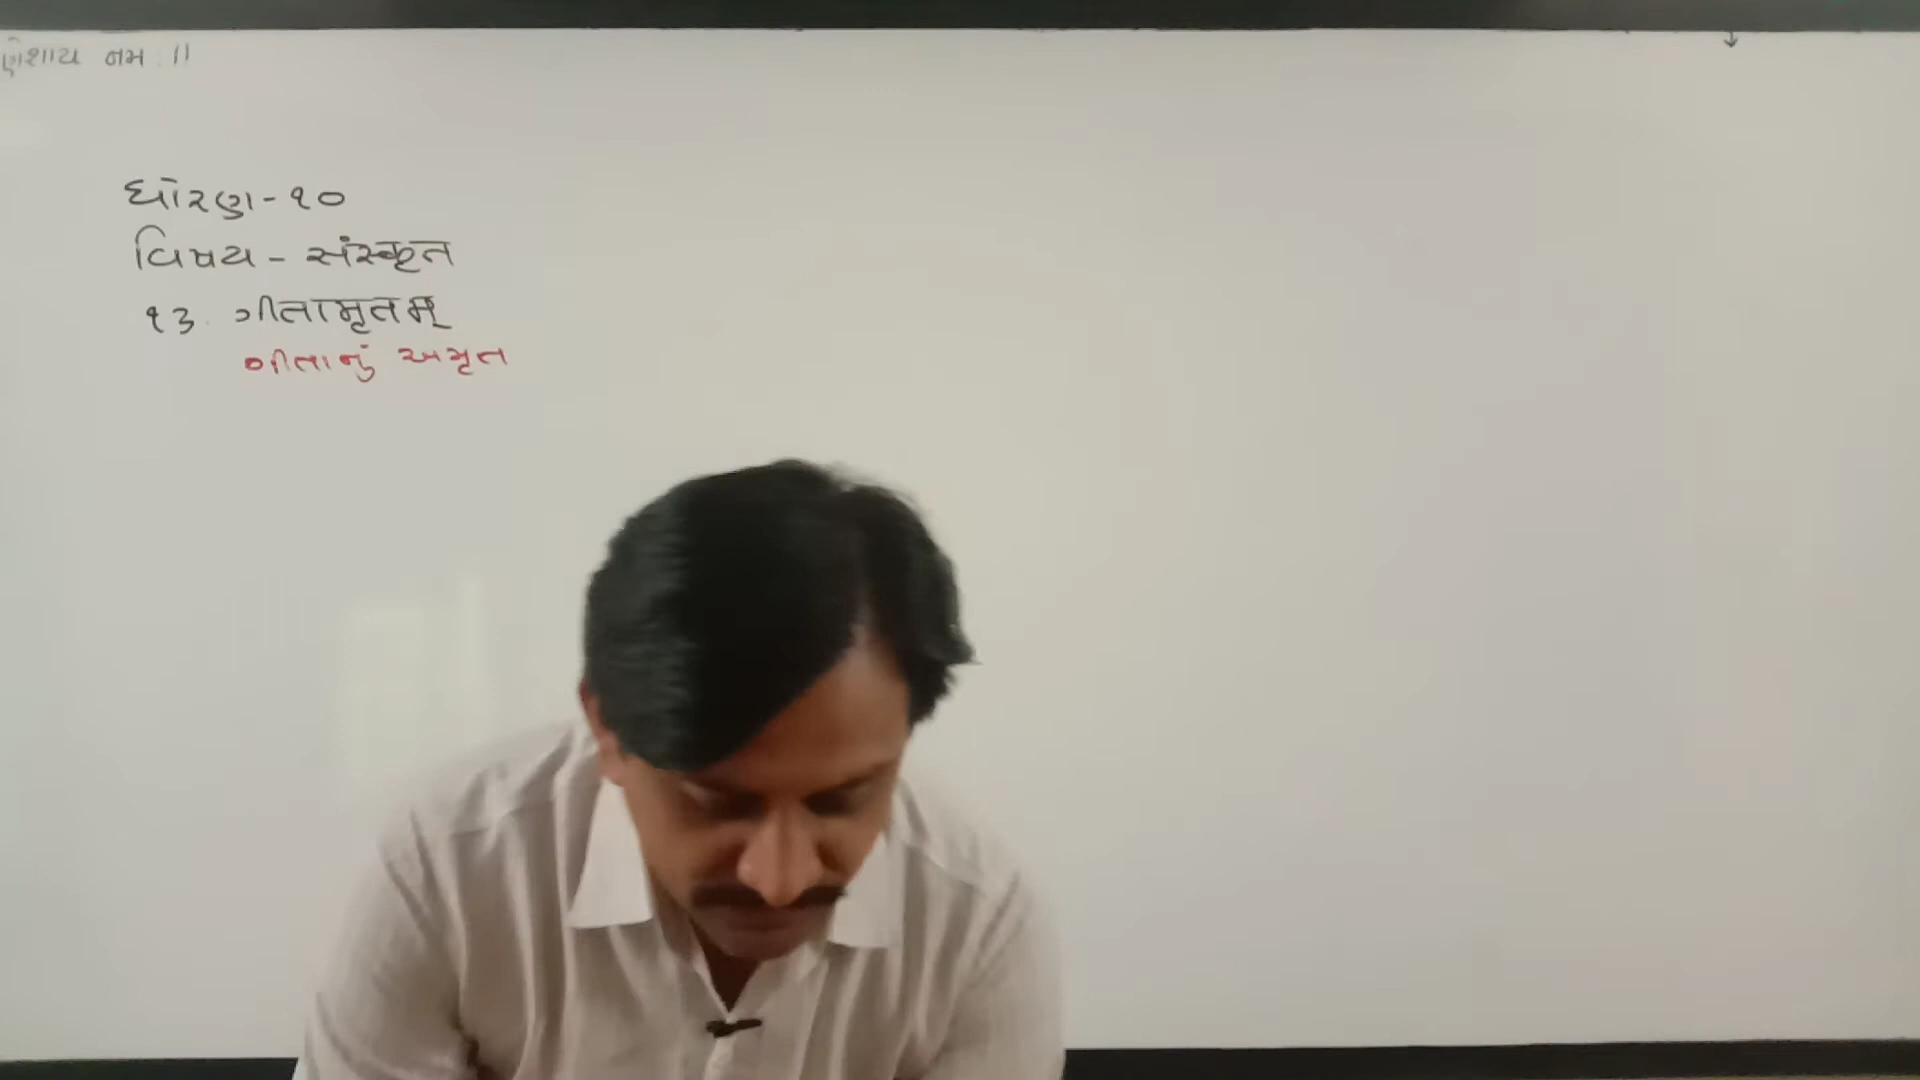 ણેશાય નમઃ ॥
ધોરણ - ૧૦
વિષય - સંસ્કૃત
૧૩. ગીતામૃતમ્
ગીતાનું અમૃત